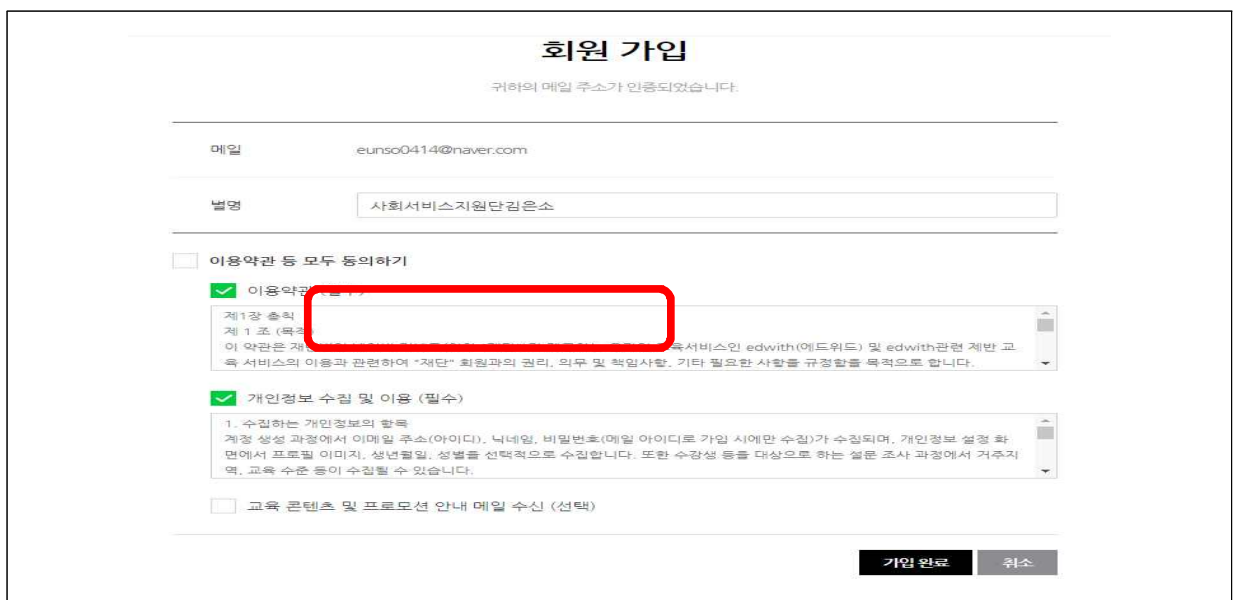 회원 가입
귀하의 메일 주소가 인증되었습니다.
메일 eunso0414@naver.com
별명 사회서비스지원단김은소
이용약관 등 모두 동의하기
이용약관
제1장 총칙
제 1 조 (목적)
이 약관은 edwith(에드위드) 및 edwith관련 제반 교
육 서비스의 이용과 관련하여 "재단" 회원과의 권리, 의무 및 책임사항, 기타 필요한 사항을 규정함을 목적으로 합니다.
개인정보 수집 및 이용 (필수)
1. 수집하는 개인정보의 항목
계정 생성 과정에서 이메일 주소(아이디), 닉네임, 비밀번호(메일 아이디로 가입 시에만 수집)가 수집되며, 개인정보 설정 화
면에서 프로필 이미지, 생년월일, 성별을 선택적으로 수집합니다. 또한 수강생 등을 대상으로 하는 설문 조사 과정에서 거주지
역, 교육 수준 등이 수집될 수 있습니다.
교육 콘텐츠 및 프로모션 안내 메일 수신 (선택)
가입 완료 취소